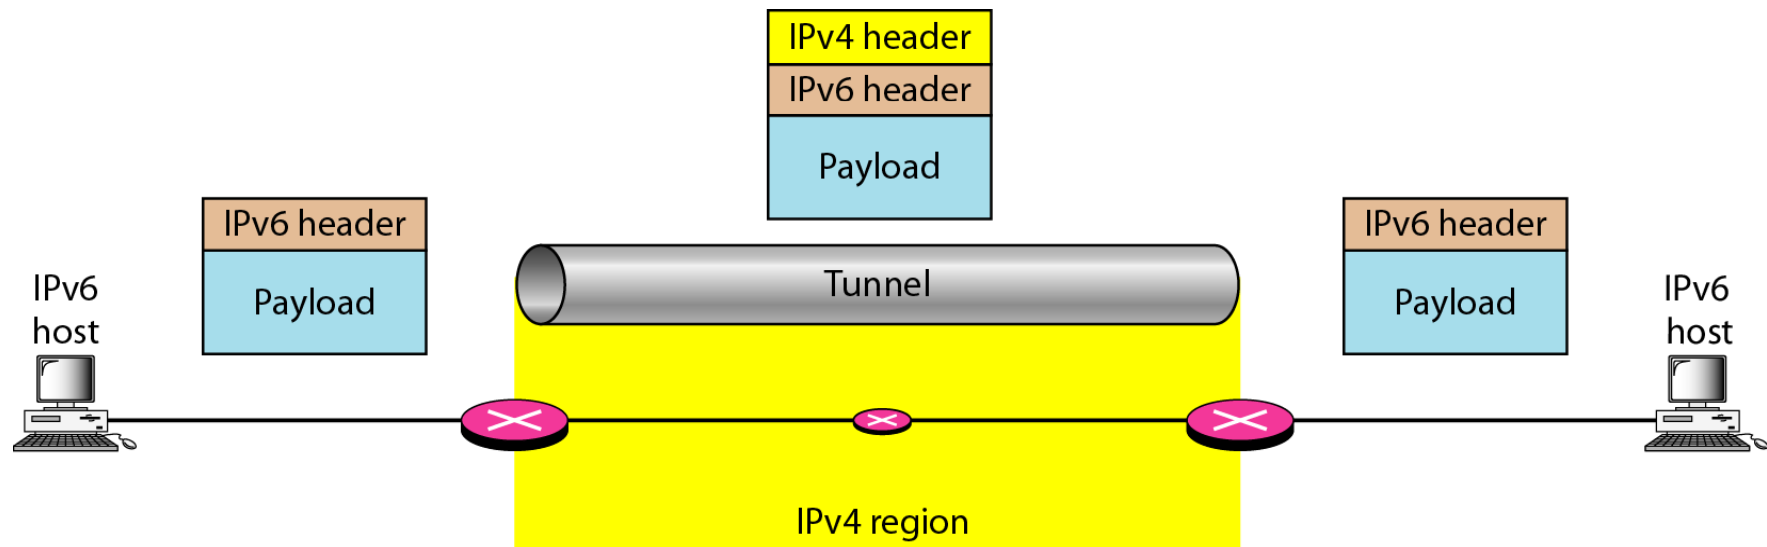 IPv4 header
IPv6 header
Payload
IPv6 header
Payload
IPv6
host
Tunnel
IPv6 header
Payload
IPv6
host
IPv4 region